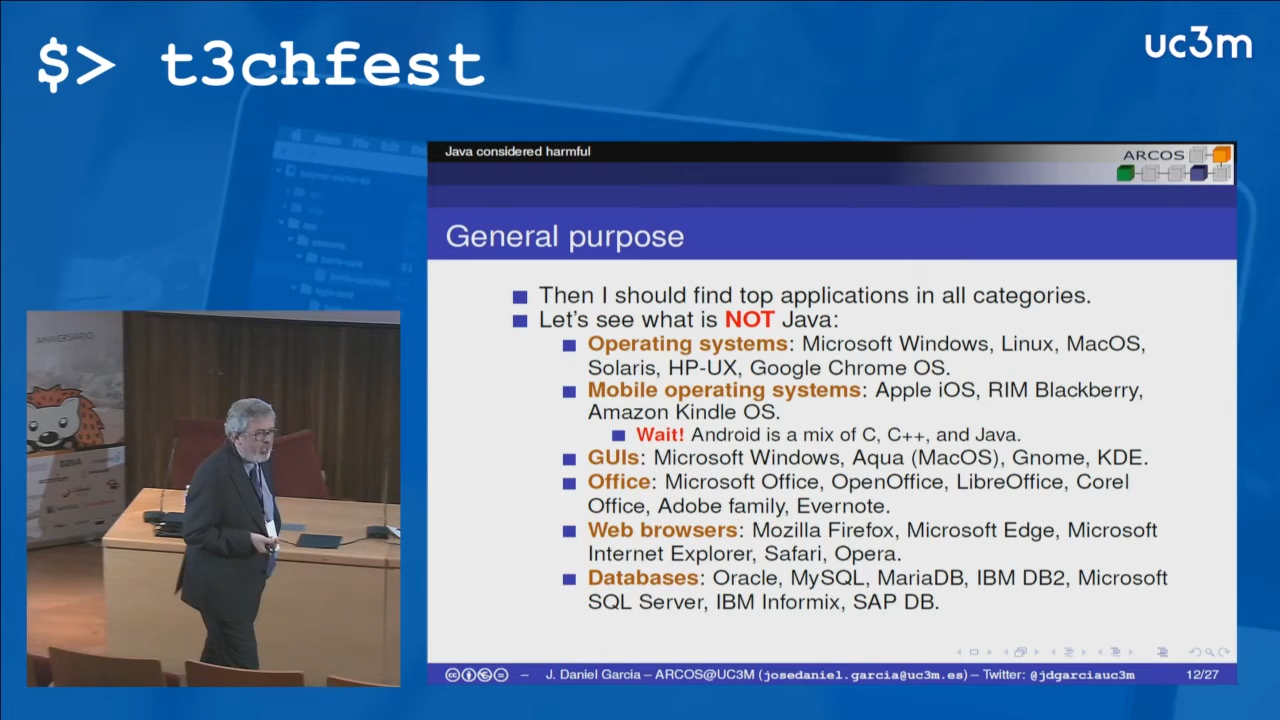 $> t3chfest
uc3m
Java considered harmful
ARCOS
General purpose
Then I should find top applications in all categories.
Let's see what is NOT Java:
Operating systems: Microsoft Windows, Linux, MacOS,
Solaris, HP-UX, Google Chrome OS.
Mobile operating systems: Apple iOS, RIM Blackberry,
Amazon Kindle OS.
Wait! Android is a mix of C, C++, and Java.
GUIs: Microsoft Windows, Aqua (MacOS), Gnome, KDE.
Office: Microsoft Office, OpenOffice, LibreOffice, Corel
Office, Adobe family, Evernote.
Web browsers: Mozilla Firefox, Microsoft Edge, Microsoft
Internet Explorer, Safari, Opera.
Databases: Oracle, MySQL, MariaDB, IBM DB2, Microsoft
SQL Server, IBM Informix, SAP DB.
– J. Daniel Garcia – ARCOS@UC3M (josedaniel.garcia@uc3m.es) – Twitter: @jdgarciauc3m 12/27
ANIVERSARIO
BBVA